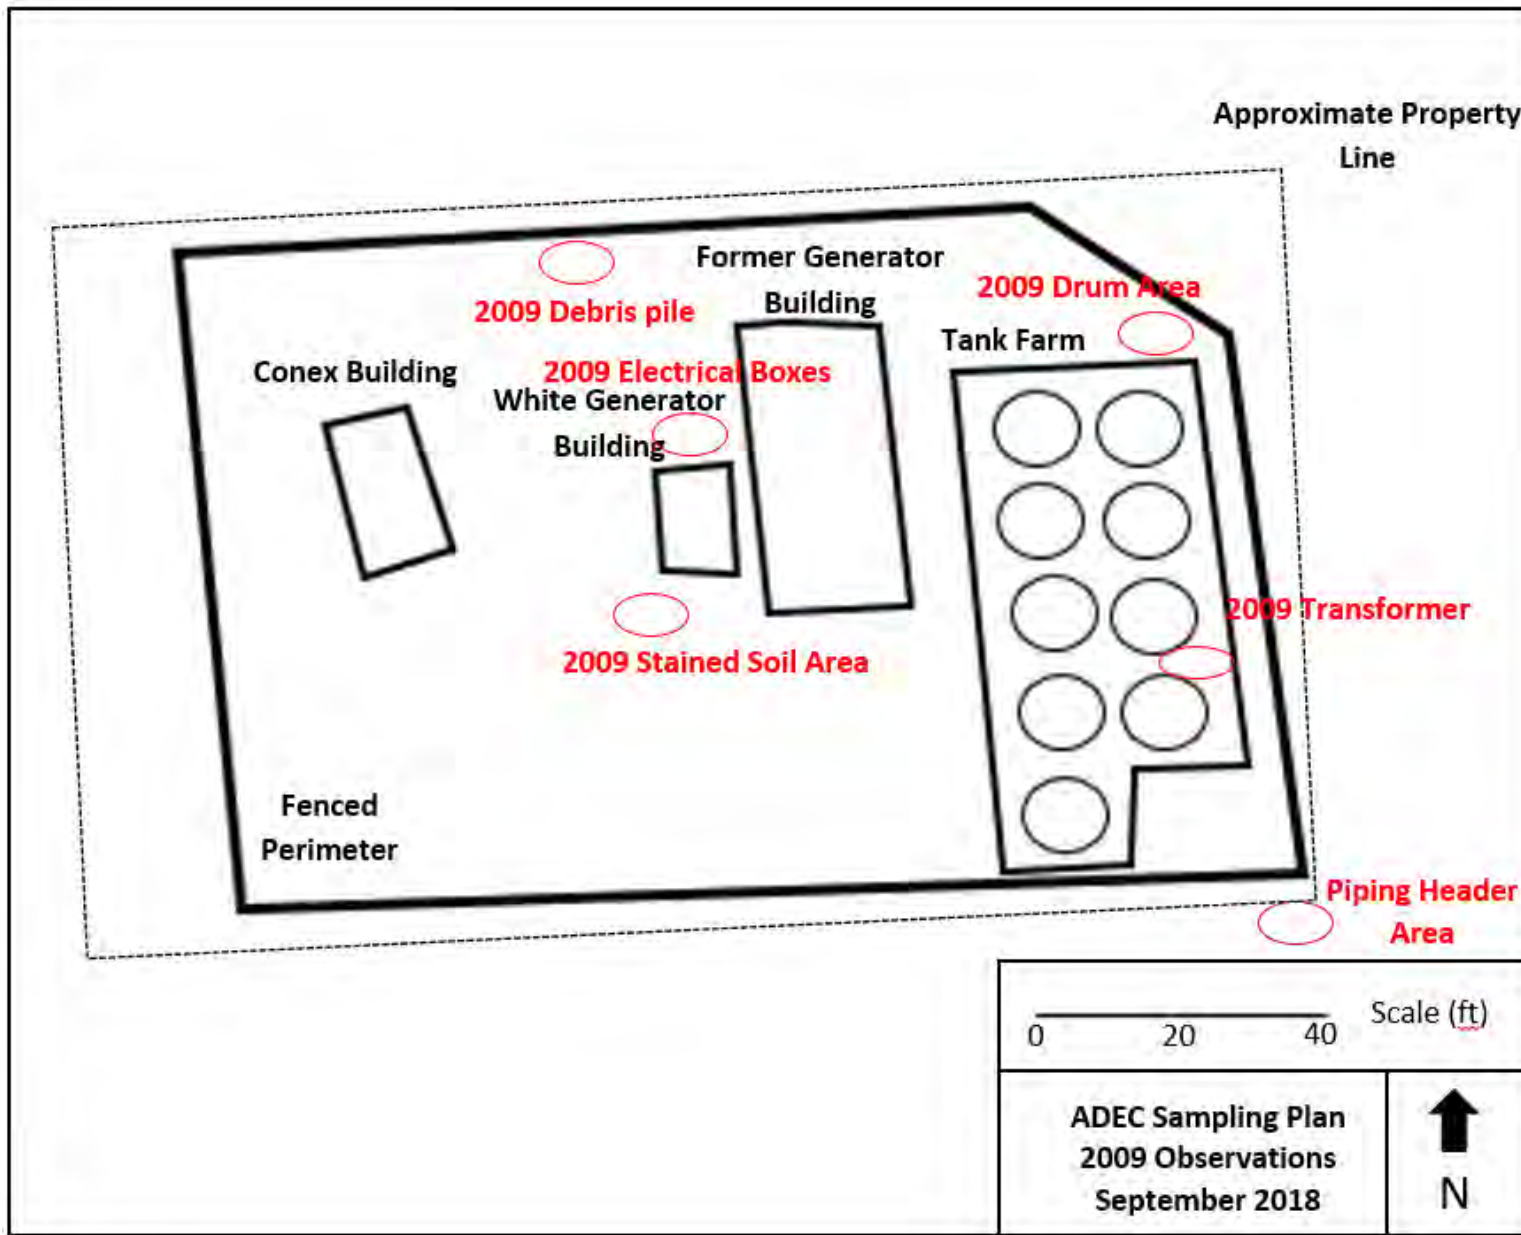 Approximate Property
Line
Former Generator
Building
2009 Drum Area
2009 Debris pile
Tank Farm
Conex Building
2009 Electrical Boxes
White Generator
Building
2009 Transformer
2009 Stained Soil Area
Fenced
Perimeter
Piping Header
Area
Scale (ft)
0 20 40
ADEC Sampling Plan
2009 Observations
September 2018
N